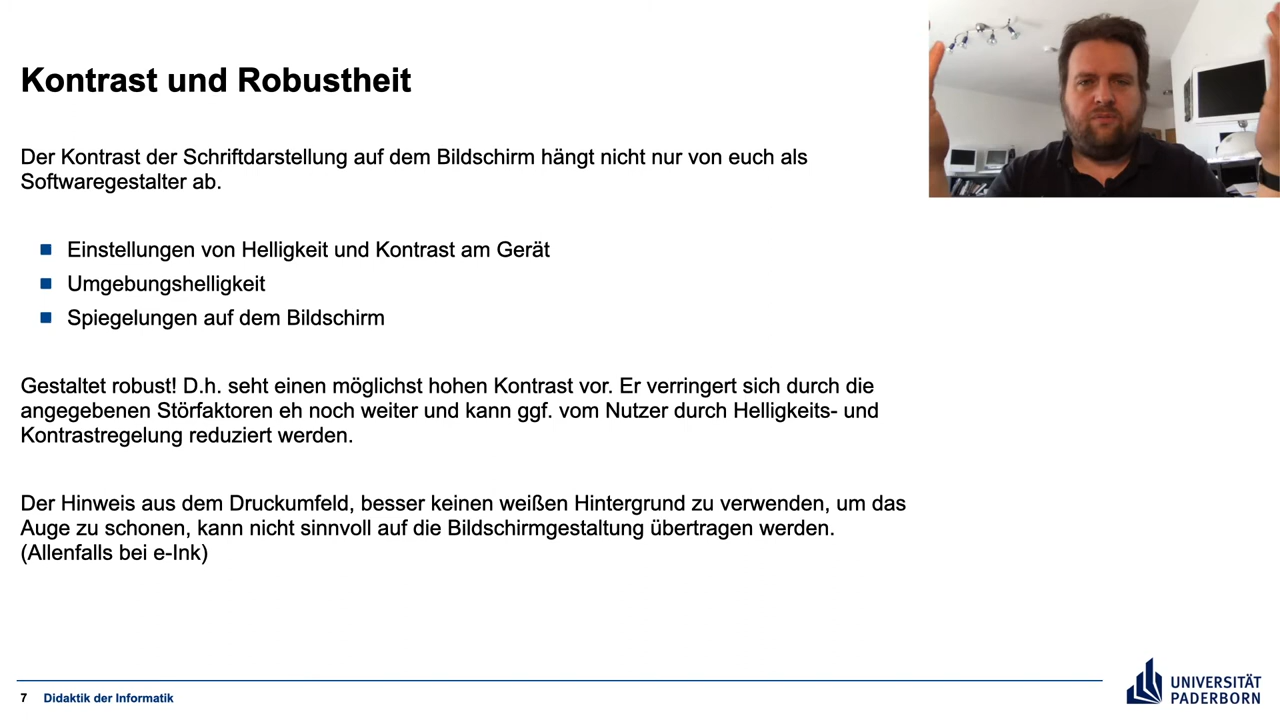 Kontrast und Robustheit
Der Kontrast der Schriftdarstellung auf dem Bildschirm hängt nicht nur von euch als
Softwaregestalter ab.
Einstellungen von Helligkeit und Kontrast am Gerät
Umgebungshelligkeit
Spiegelungen auf dem Bildschirm
Gestaltet robust! D.h. seht einen möglichst hohen Kontrast vor. Er verringert sich durch die
angegebenen Störfaktoren eh noch weiter und kann ggf. vom Nutzer durch Helligkeits- und
Kontrastregelung reduziert werden.
Der Hinweis aus dem Druckumfeld, besser keinen weißen Hintergrund zu verwenden, um das
Auge zu schonen, kann nicht sinnvoll auf die Bildschirmgestaltung übertragen werden.
(Allenfalls bei e-Ink)
7 Didaktik der Informatik
UNIVERSITÄT
PADERBORN